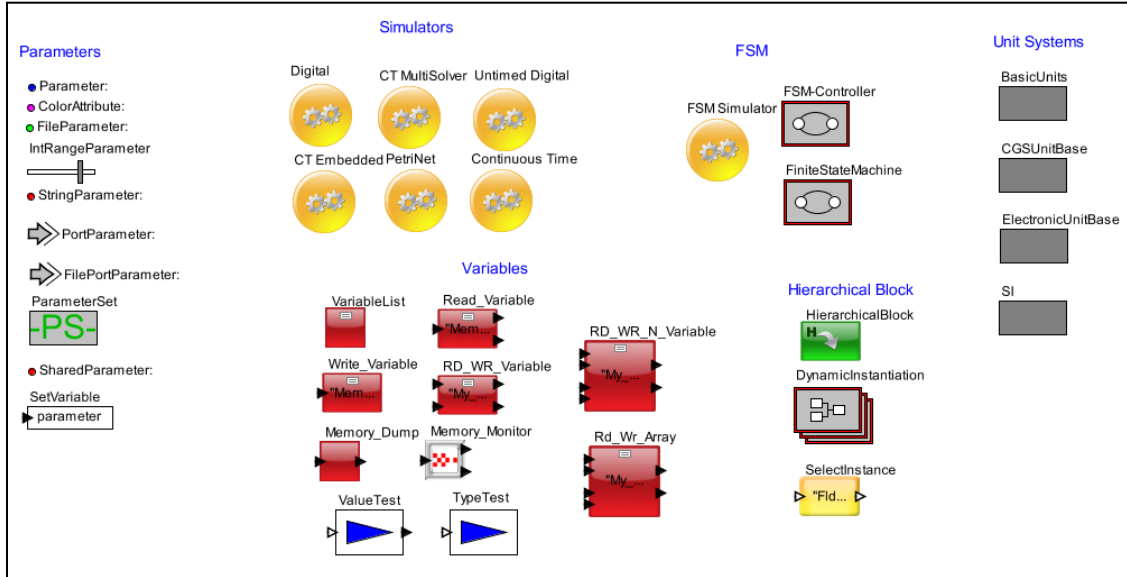 Parameters
Parameter:
ColorAttribute:
FileParameter:
IntRangeParameter
StringParameter:
PortParameter:
FilePortParameter:
ParameterSet
-PS-
SharedParameter:
SetVariable
parameter
Simulators
Digital
CT MultiSolver
Untimed Digital
CT Embedded
PetriNet
Continuous Time
Variables
VariableList
Read_Variable
"Mem...
Write_Variable
"Mem...
RD_WR_Variable
"My_...
Memory_Dump
Memory_Monitor
ValueTest
TypeTest
RD_WR_N_Variable
"My_...
Rd_Wr_Array
"My_...
FSM
FSM Simulator
FSM-Controller
FiniteStateMachine
Hierarchical Block
HierarchicalBlock
H
DynamicInstantiation
SelectInstance
"Fld...
Unit Systems
BasicUnits
CGSUnitBase
ElectronicUnitBase
SI